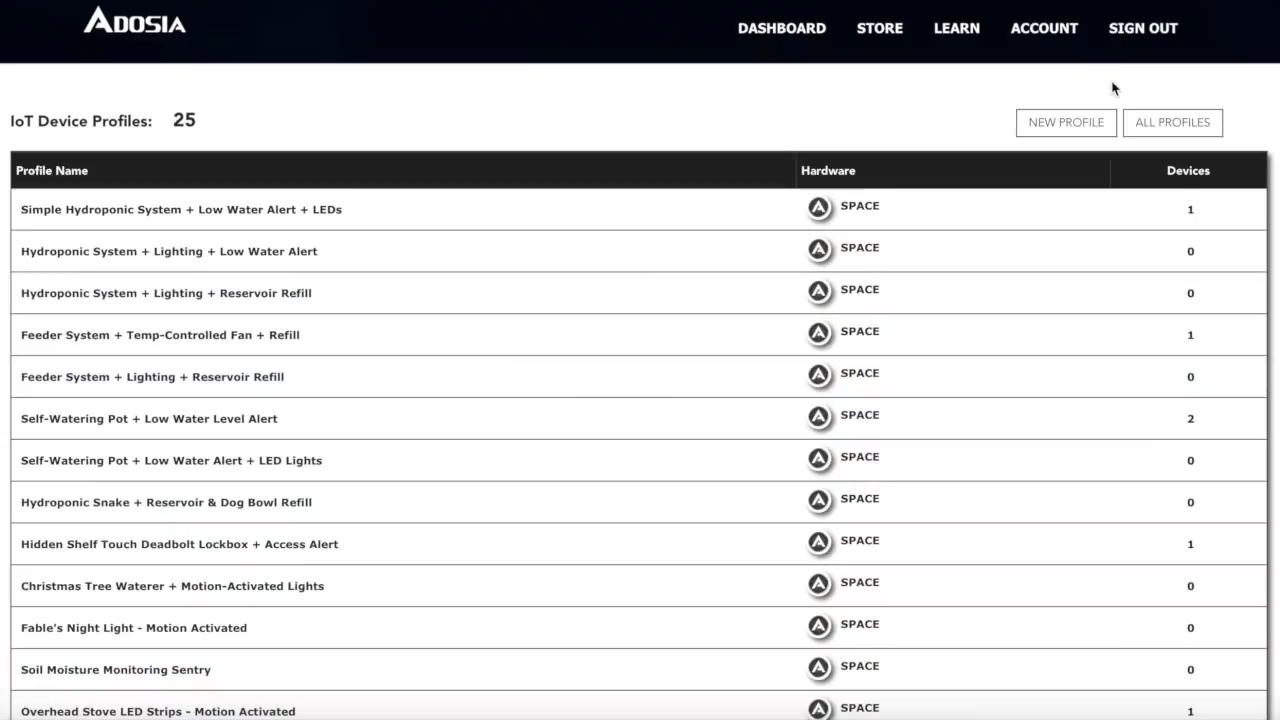 ADOSIA
DASHBOARD STORE LEARN ACCOUNT SIGN OUT
IoT Device Profiles: 25
NEW PROFILE ALL PROFILES
Profile Name Hardware Devices
Simple Hydroponic System + Low Water Alert + LEDs SPACE 1
Hydroponic System + Lighting + Low Water Alert SPACE 0
Hydroponic System + Lighting + Reservoir Refill SPACE 0
Feeder System + Temp-Controlled Fan + Refill SPACE 1
Feeder System + Lighting + Reservoir Refill SPACE 0
Self-Watering Pot + Low Water Level Alert SPACE 2
Self-Watering Pot + Low Water Alert + LED Lights SPACE 0
Hydroponic Snake + Reservoir & Dog Bowl Refill SPACE 0
Hidden Shelf Touch Deadbolt Lockbox + Access Alert SPACE 1
Christmas Tree Waterer + Motion-Activated Lights SPACE 0
Fable's Night Light - Motion Activated SPACE 0
Soil Moisture Monitoring Sentry SPACE 0
Overhead Stove LED Strips - Motion Activated SPACE 1